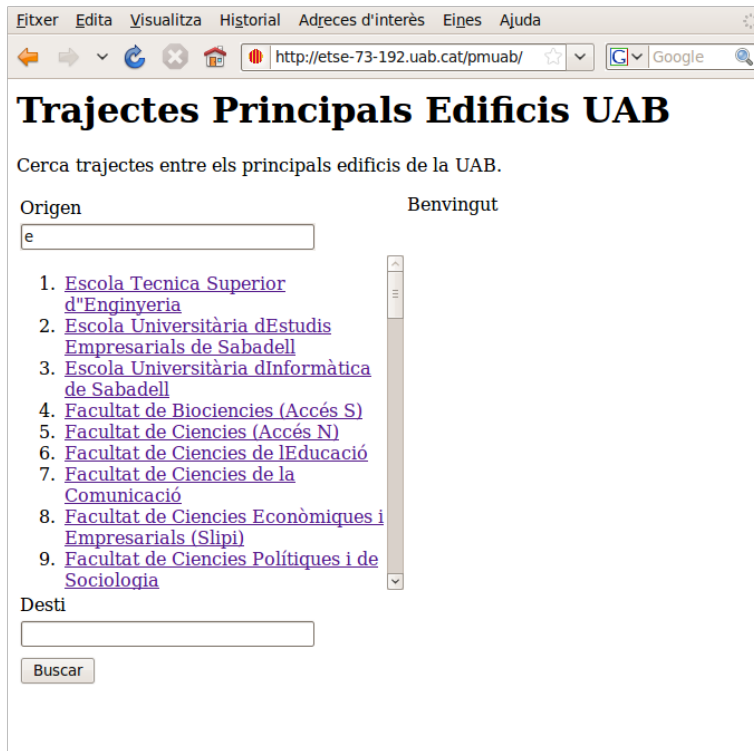 Fitxer Edita Visualitza Historial Adreces d'interès Eines Ajuda
http://etse-73-192.uab.cat/pmuab/ G Google
Trajectes Principals Edificis UAB
Cerca trajectes entre els principals edificis de la UAB.
Origen
Benvingut
e
1. Escola Tecnica Superior
d"Enginyeria
2. Escola Universitària dEstudis
Empresarials de Sabadell
3. Escola Universitària dInformàtica
de Sabadell
4. Facultat de Biociencies (Accés S)
5. Facultat de Ciencies (Accés N)
6. Facultat de Ciencies de lEducació
7. Facultat de Ciencies de la
Comunicació
8. Facultat de Ciencies Econòmiques i
Empresarials (Slipi)
9. Facultat de Ciencies Polítiques i de
Sociologia
Desti
Buscar